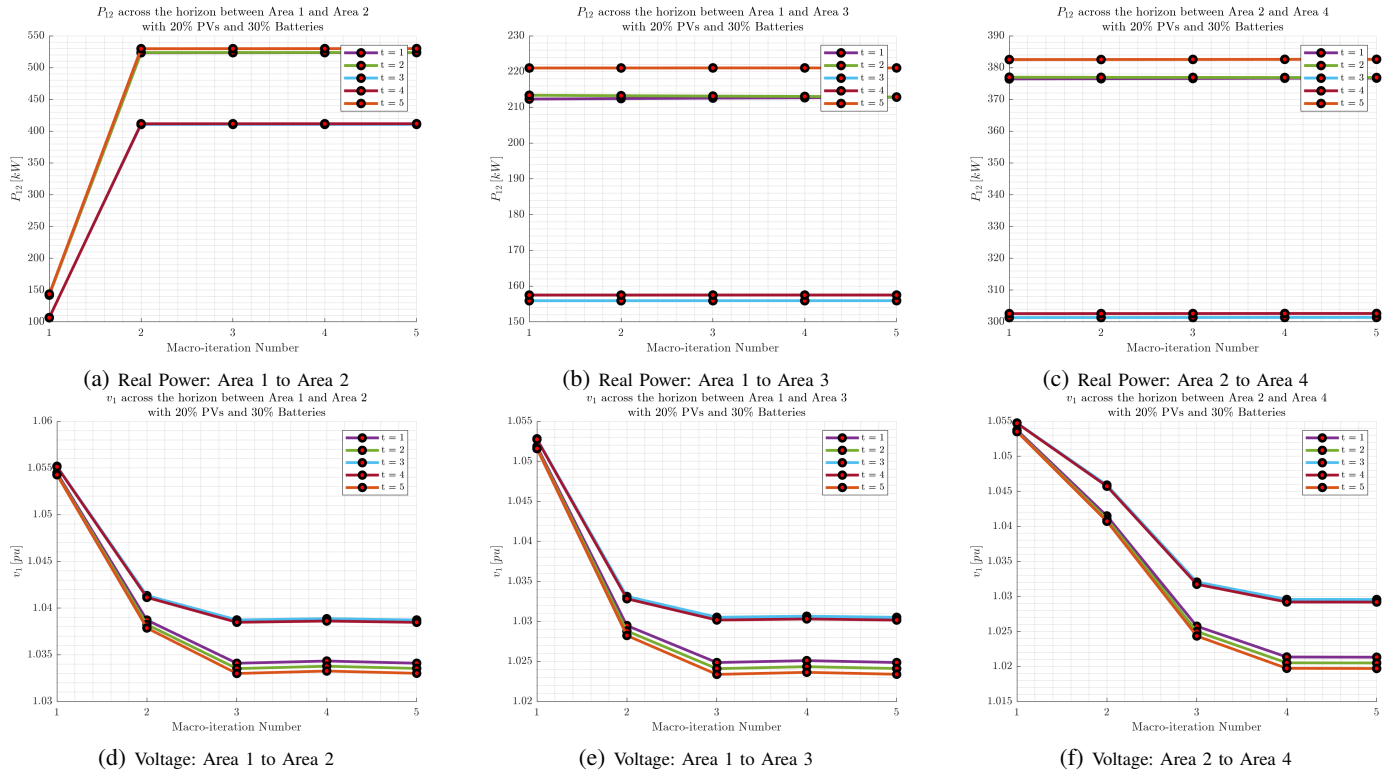 P₁₂ across the horizon between Area 1 and Area 2
with 20% PVs and 30% Batteries
550
500
450
400
350
300
250
200
150
100
P₁₂ [kW]
t = 1
t = 2
t = 3
t = 4
t = 5
1 2 3 4 5
Macro-iteration Number
(a) Real Power: Area 1 to Area 2
P₁₂ across the horizon between Area 1 and Area 3
with 20% PVs and 30% Batteries
230
220
210
200
190
180
170
160
150
P₁₂ [kW]
t = 1
t = 2
t = 3
t = 4
t = 5
1 2 3 4 5
Macro-iteration Number
(b) Real Power: Area 1 to Area 3
P₁₂ across the horizon between Area 2 and Area 4
with 20% PVs and 30% Batteries
390
380
370
360
350
340
330
320
310
300
P₁₂ [kW]
t = 1
t = 2
t = 3
t = 4
t = 5
1 2 3 4 5
Macro-iteration Number
(c) Real Power: Area 2 to Area 4
v₁ across the horizon between Area 1 and Area 2
with 20% PVs and 30% Batteries
1.06
1.055
1.05
1.045
1.04
1.035
1.03
v₁ [pu]
t = 1
t = 2
t = 3
t = 4
t = 5
1 2 3 4 5
Macro-iteration Number
(d) Voltage: Area 1 to Area 2
v₁ across the horizon between Area 1 and Area 3
with 20% PVs and 30% Batteries
1.055
1.05
1.045
1.04
1.035
1.03
1.025
1.02
v₁ [pu]
t = 1
t = 2
t = 3
t = 4
t = 5
1 2 3 4 5
Macro-iteration Number
(e) Voltage: Area 1 to Area 3
v₁ across the horizon between Area 2 and Area 4
with 20% PVs and 30% Batteries
1.055
1.05
1.045
1.04
1.035
1.03
1.025
1.02
1.015
v₁ [pu]
t = 1
t = 2
t = 3
t = 4
t = 5
1 2 3 4 5
Macro-iteration Number
(f) Voltage: Area 2 to Area 4